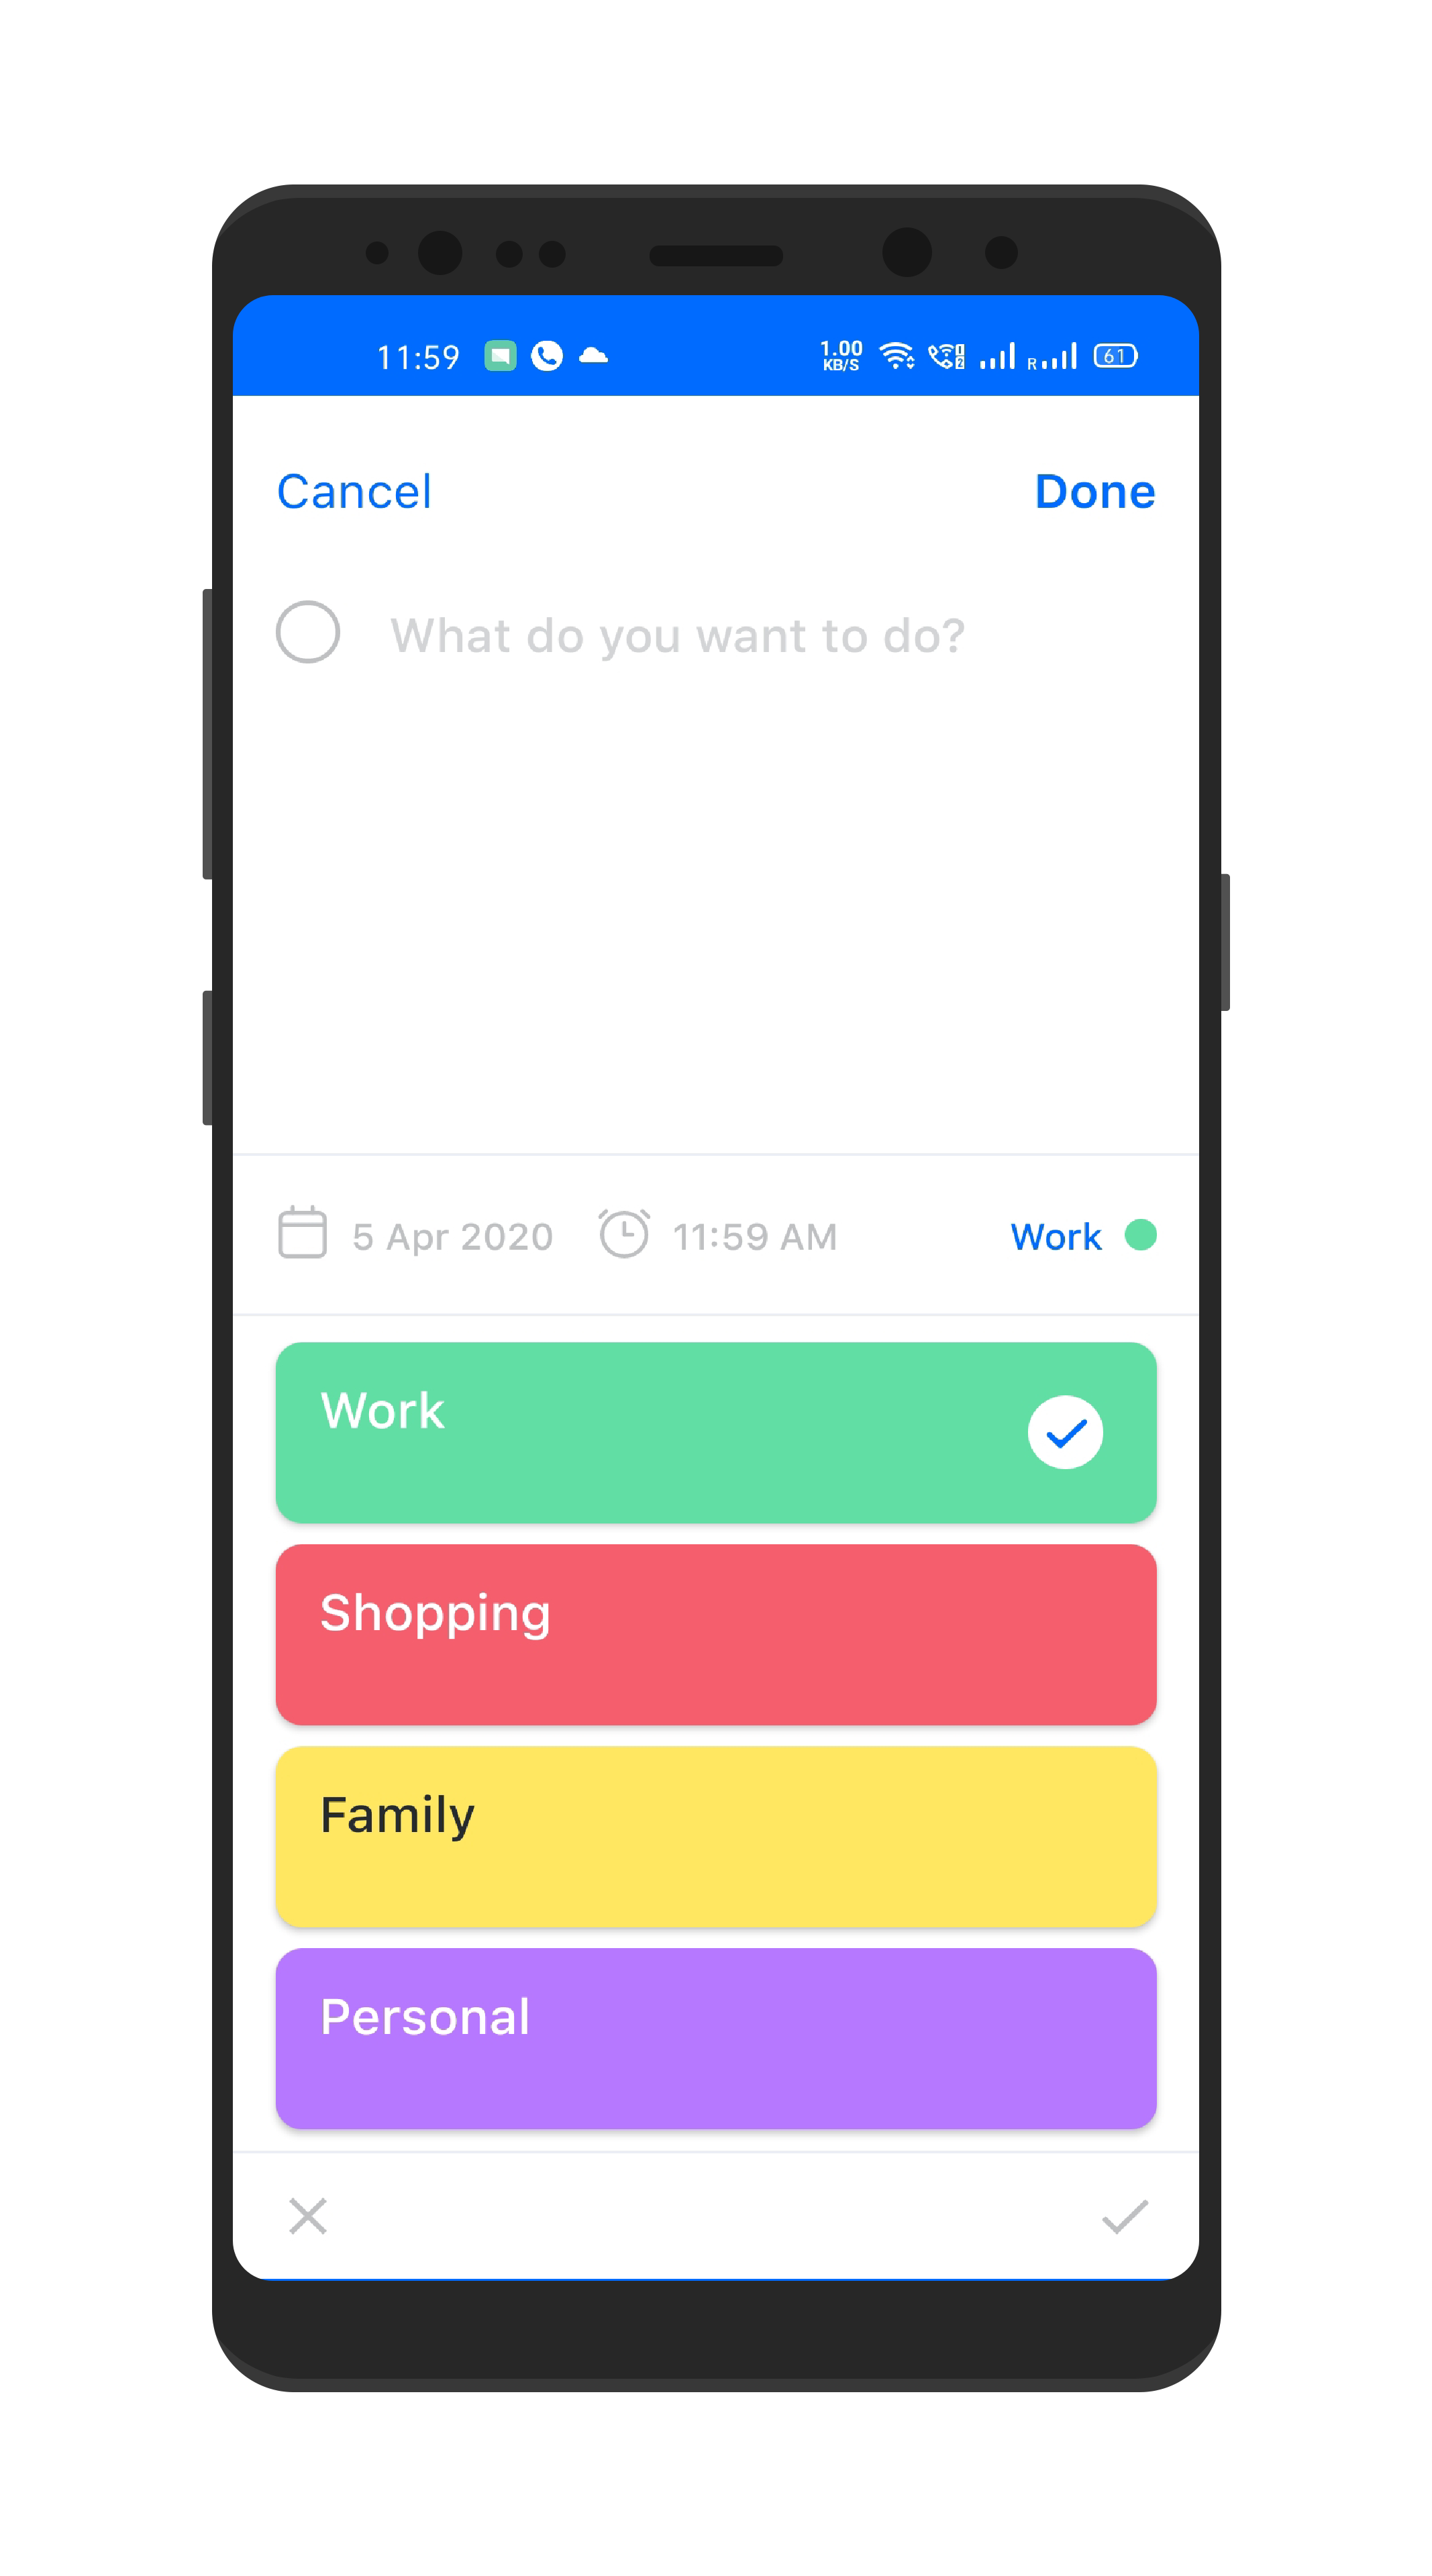 11:59 1.00 KB/S R 61
Cancel Done
What do you want to do?
5 Apr 2020 11:59 AM Work
Work
Shopping
Family
Personal